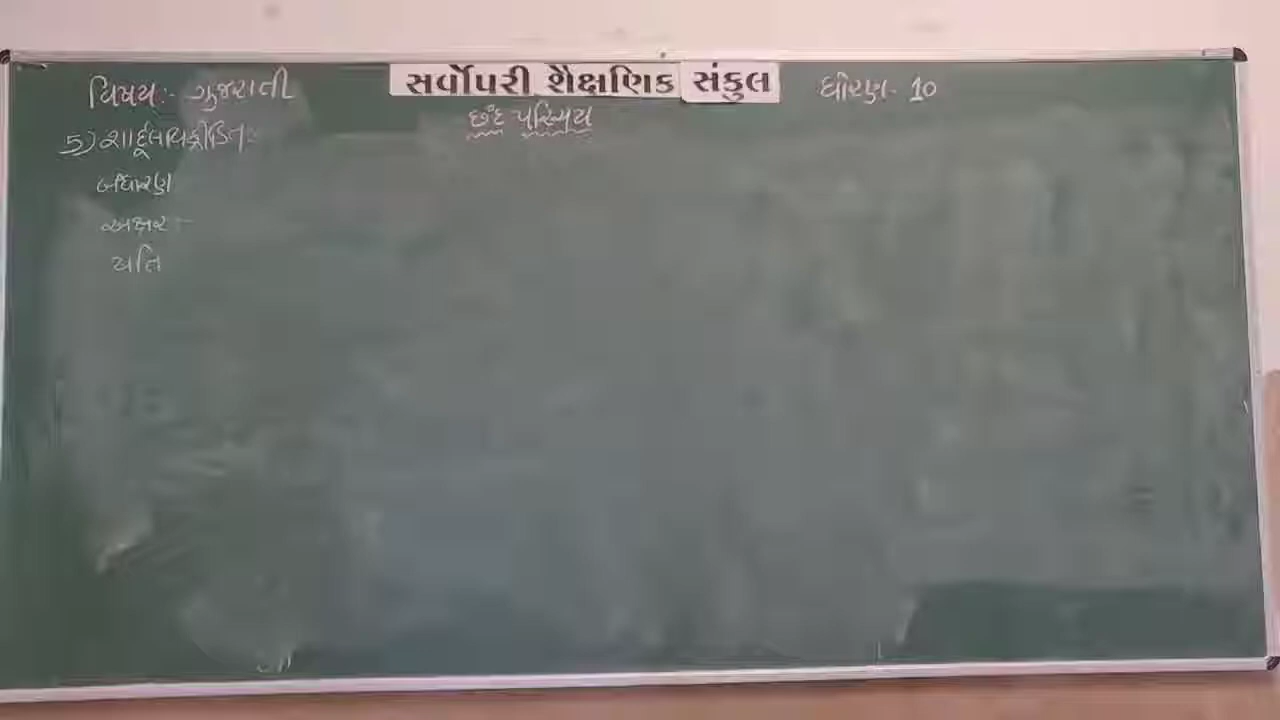 સર્વોપરી શૈક્ષણિક સંકુલ
વિષય:- ગુજરાતી
ધોરણ- 10
છંદ પરિચય
5) શાર્દૂલવિક્રીડિત:-
બંધારણ
અક્ષર:-
યતિ